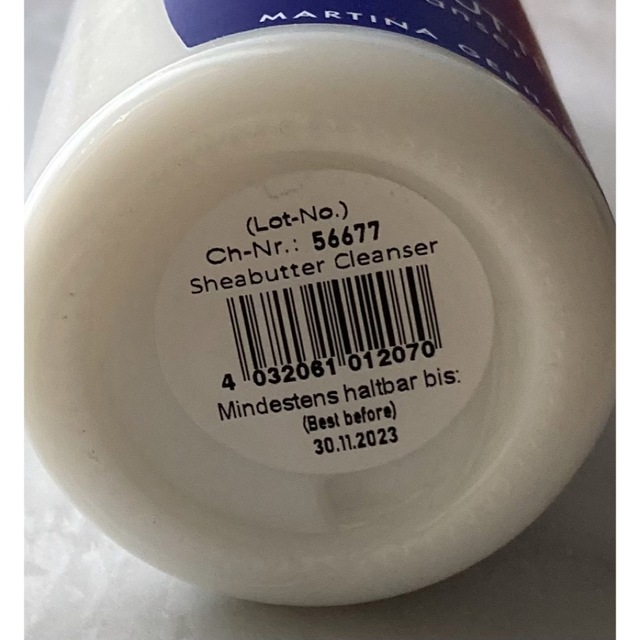 MARTINA
(Lot-No.)
Ch-Nr.: 56677
Sheabutter Cleanser
4 032061 012070
Mindestens haltbar bis:
(Best before)
30.11.2023